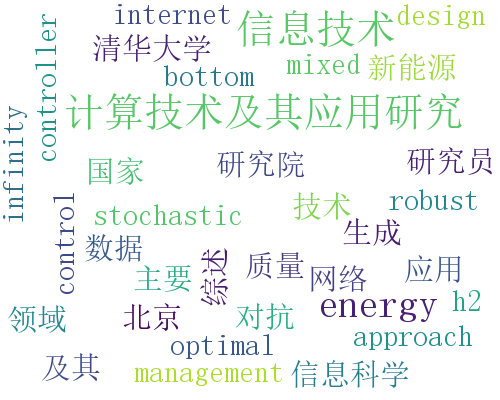 internet
信息技术
design
清华大学
controller
bottom
mixed
新能源
infinity
计算技术及其应用研究
国家
研究院
研究员
control
stochastic
技术
robust
数据
生成
主要
综述
质量
网络
应用
领域
北京
对抗
energy
h2
optimal
approach
及其
management
信息科学